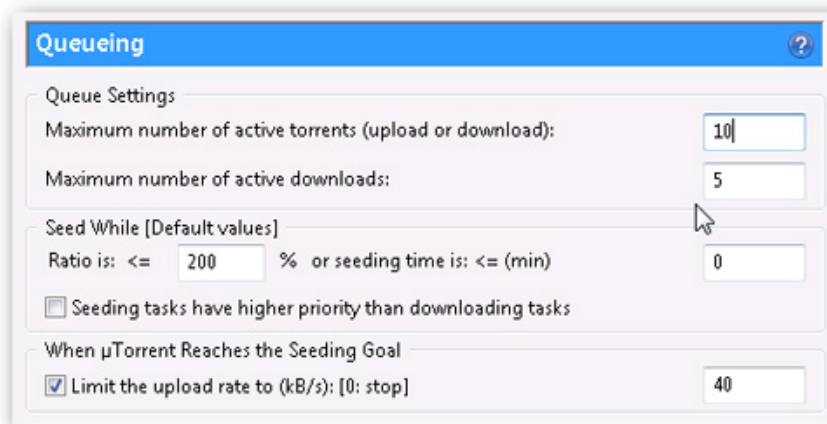 Queueing
Queue Settings
Maximum number of active torrents (upload or download): 10
Maximum number of active downloads: 5
Seed While [Default values]
Ratio is: <= 200 % or seeding time is: <= (min) 0
Seeding tasks have higher priority than downloading tasks
When µTorrent Reaches the Seeding Goal
Limit the upload rate to (kB/s): [0: stop] 40